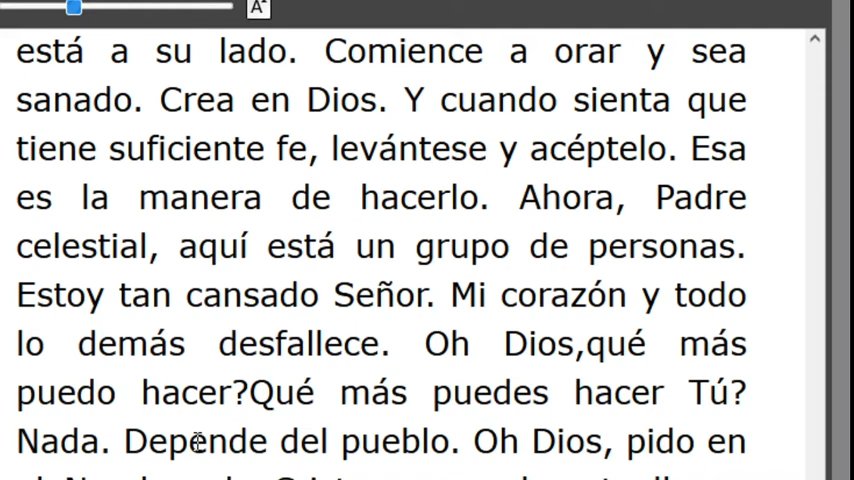 A
está a su lado. Comience a orar y sea
sanado. Crea en Dios. Y cuando sienta que
tiene suficiente fe, levántese y acéptelo. Esa
es la manera de hacerlo. Ahora, Padre
celestial, aquí está un grupo de personas.
Estoy tan cansado Señor. Mi corazón y todo
lo demás desfallece. Oh Dios,qué más
puedo hacer?Qué más puedes hacer Tú?
Nada. Depende del pueblo. Oh Dios, pido en